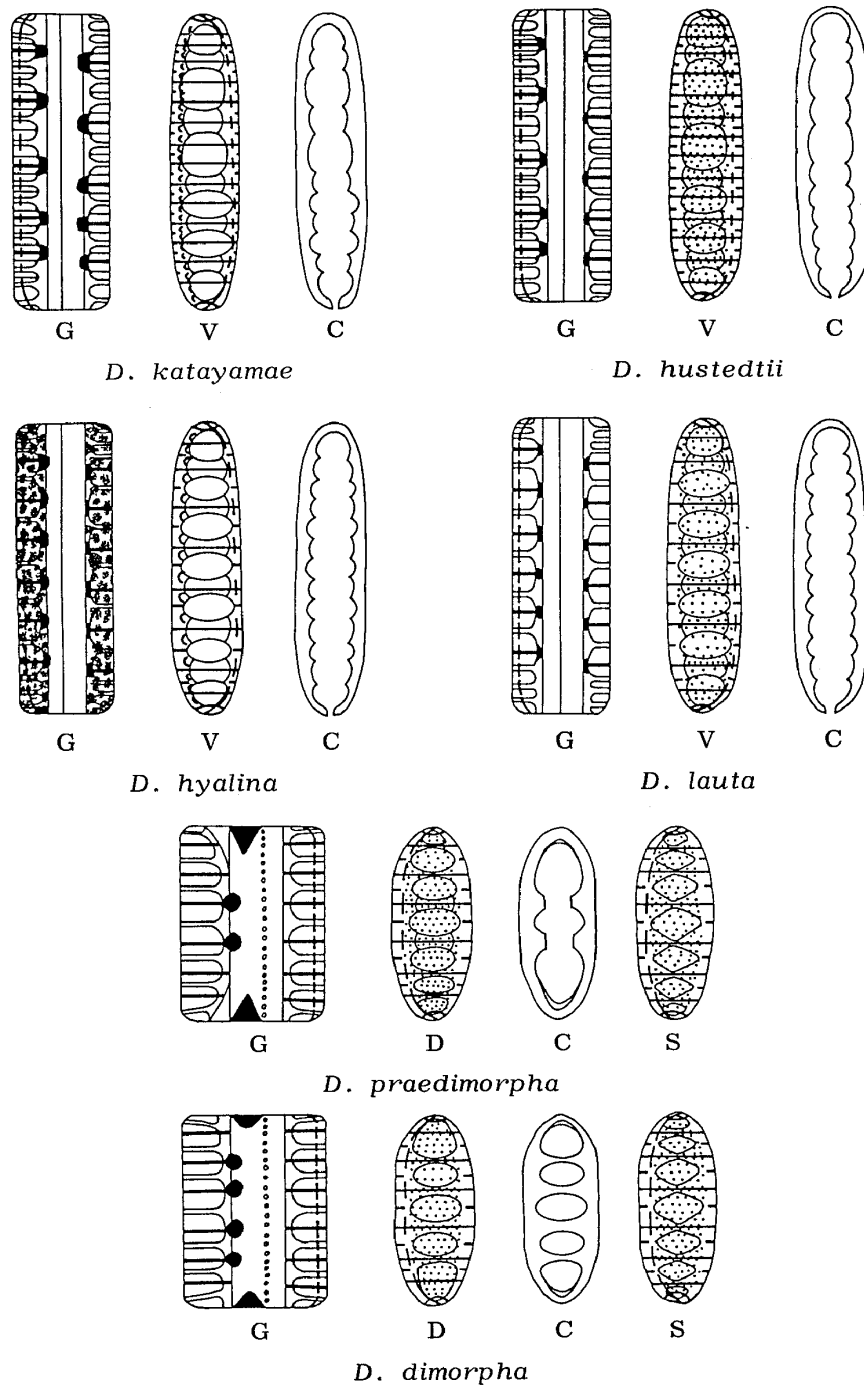 G V C G V C
D. katayamae D. hustedtii
G V C G V C
D. hyalina D. lauta
G D C S
D. praedimorpha
G D C S
D. dimorpha